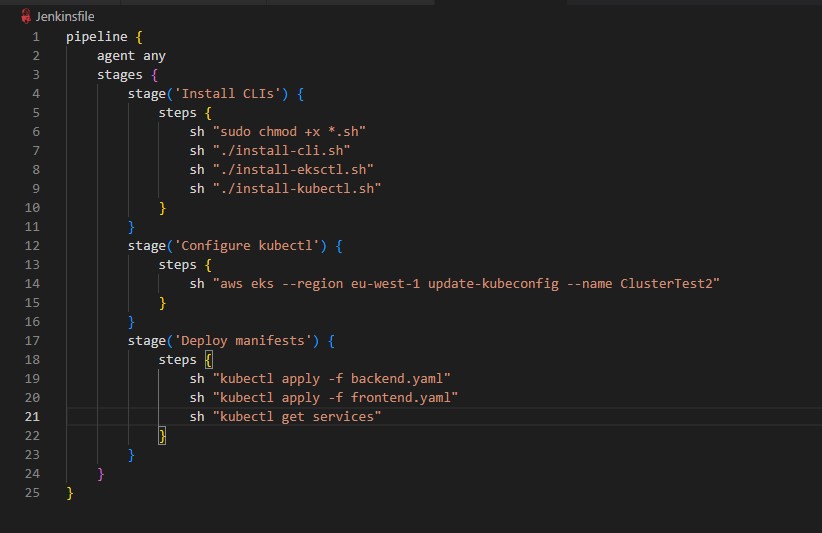 Jenkinsfile
1 pipeline {
2     agent any
3     stages {
4         stage('Install CLIs') {
5             steps {
6                 sh "sudo chmod +x *.sh"
7                 sh "./install-cli.sh"
8                 sh "./install-eksctl.sh"
9                 sh "./install-kubectl.sh"
10             }
11         }
12         stage('Configure kubectl') {
13             steps {
14                 sh "aws eks --region eu-west-1 update-kubeconfig --name ClusterTest2"
15             }
16         }
17         stage('Deploy manifests') {
18             steps {
19                 sh "kubectl apply -f backend.yaml"
20                 sh "kubectl apply -f frontend.yaml"
21                 sh "kubectl get services"
22             }
23         }
24     }
25 }